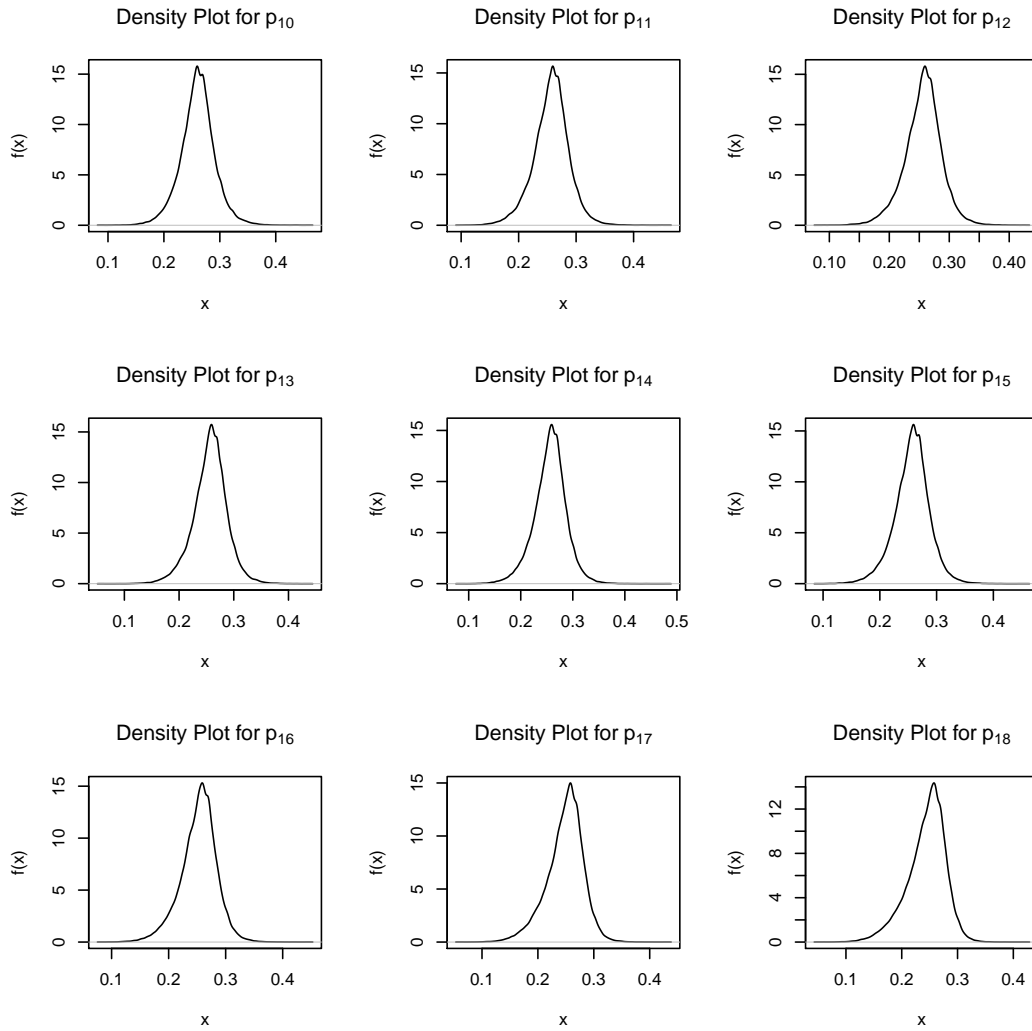 Density Plot for p10
Density Plot for p11
Density Plot for p12
f(x)
0 5 10 15
0.1 0.2 0.3 0.4
x
f(x)
0 5 10 15
0.1 0.2 0.3 0.4
x
f(x)
0 5 10 15
0.10 0.20 0.30 0.40
x
Density Plot for p13
Density Plot for p14
Density Plot for p15
f(x)
0 5 10 15
0.1 0.2 0.3 0.4
x
f(x)
0 5 10 15
0.1 0.2 0.3 0.4 0.5
x
f(x)
0 5 10 15
0.1 0.2 0.3 0.4
x
Density Plot for p16
Density Plot for p17
Density Plot for p18
f(x)
0 5 10 15
0.1 0.2 0.3 0.4
x
f(x)
0 5 10 15
0.1 0.2 0.3 0.4
x
f(x)
0 4 8 12
0.1 0.2 0.3 0.4
x